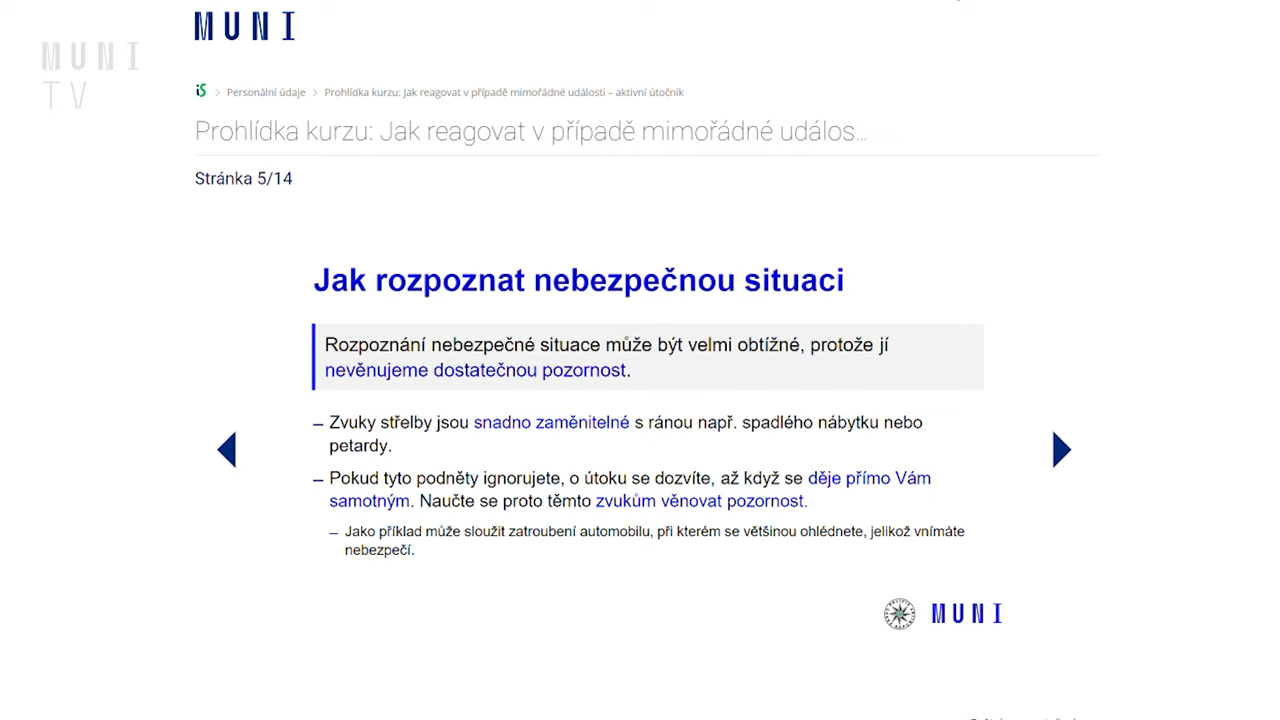 MUNI
MUNI
TV
is > Personální údaje > Prohlídka kurzu: Jak reagovat v případě mimořádné události – aktivní útočník
Prohlídka kurzu: Jak reagovat v případě mimořádné událos...
Stránka 5/14
Jak rozpoznat nebezpečnou situaci
Rozpoznání nebezpečné situace může být velmi obtížné, protože jí
nevěnujeme dostatečnou pozornost.
– Zvuky střelby jsou snadno zaměnitelné s ránou např. spadlého nábytku nebo
petardy.
– Pokud tyto podněty ignorujete, o útoku se dozvíte, až když se děje přímo Vám
samotným. Naučte se proto těmto zvukům věnovat pozornost.
– Jako příklad může sloužit zatroubení automobilu, při kterém se většinou ohlédnete, jelikož vnímáte
nebezpečí.
MUNI